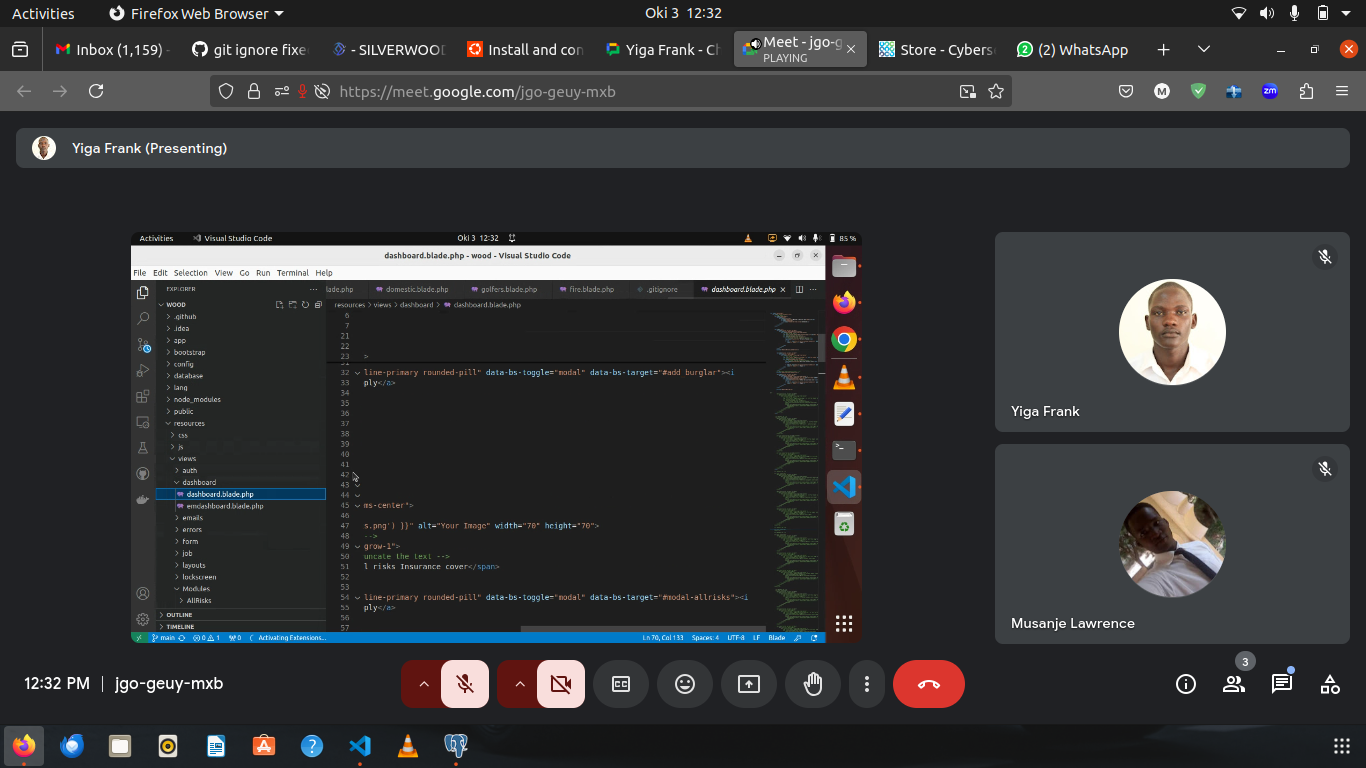 Activities
Firefox Web Browser
Oki 3 12:32
Inbox (1,159) -
git ignore fixe
- SILVERWOOD
Install and con
Yiga Frank - Ch
Meet - jgo-g
PLAYING
Store - Cyberse
(2) WhatsApp
https://meet.google.com/jgo-geuy-mxb
M
zm
Yiga Frank (Presenting)
Activities
Visual Studio Code
Oki 3 12:32
85 %
dashboard.blade.php - wood - Visual Studio Code
File Edit Selection View Go Run Terminal Help
EXPLORER
lade.php
domestic.blade.php
golfers.blade.php
fire.blade.php
.gitignore
dashboard.blade.php
WOOD
resources > views > dashboard > dashboard.blade.php
.github
.idea
app
bootstrap
config
database
lang
node_modules
public
resources
css
js
views
auth
dashboard
dashboard.blade.php
emdashboard.blade.php
emails
errors
form
job
layouts
lockscreen
Modules
AllRisks
OUTLINE
TIMELINE
6
7
21
22
23 >
32 line-primary rounded-pill" data-bs-toggle="modal" data-bs-target="#add burglar"><i
33 ply</a>
34
35
36
37
38
39
40
41
42
43
44
45 ms-center">
46
47 s.png') }}" alt="Your Image" width="70" height="70">
48 -->
49 grow-1">
50 uncate the text -->
51 l risks Insurance cover</span>
52
53
54 line-primary rounded-pill" data-bs-toggle="modal" data-bs-target="#modal-allrisks"><i
55 ply</a>
56
57
main
0 1
0
Activating Extensions...
Ln 70, Col 133
Spaces: 4
UTF-8
LF
Blade
Yiga Frank
Musanje Lawrence
12:32 PM | jgo-geuy-mxb
3